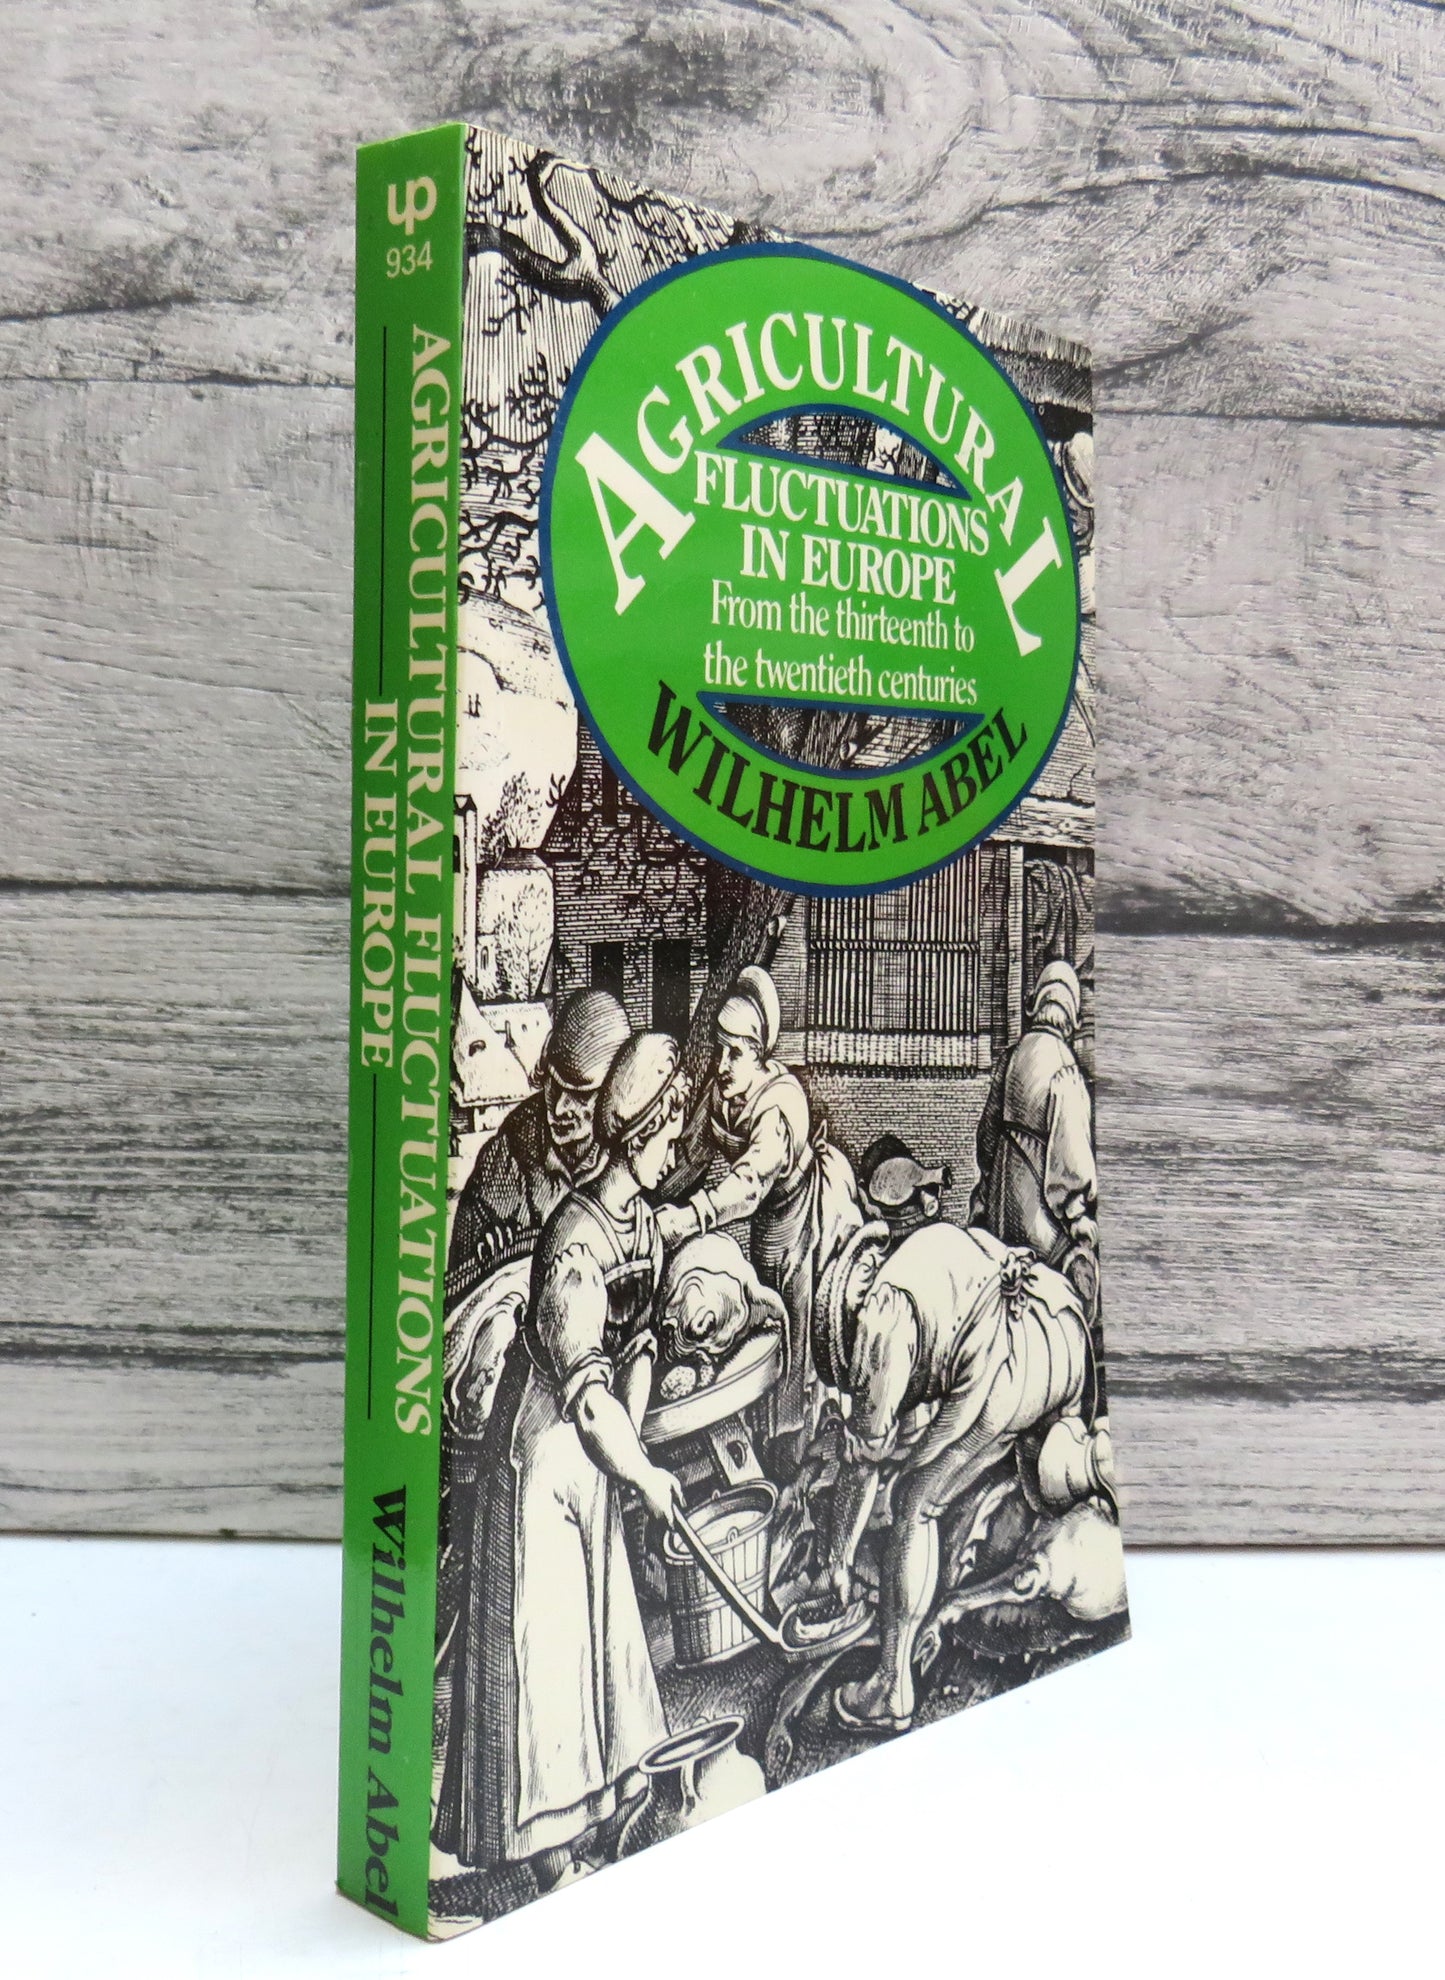 up
934
AGRICULTURAL FLUCTUATIONS
IN EUROPE
Wilhelm Abel
AGRICULTURAL
FLUCTUATIONS
IN EUROPE
From the thirteenth to
the twentieth centuries
WILHELM ABEL